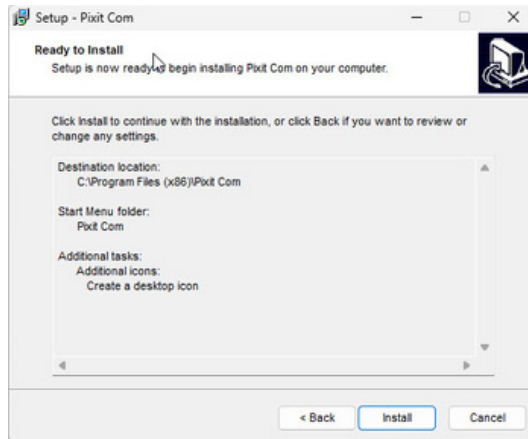 Setup - Pixit Com
Ready to Install
Setup is now ready to begin installing Pixit Com on your computer.
Click Install to continue with the installation, or click Back if you want to review or
change any settings.
Destination location:
C:\Program Files (x86)\Pixit Com
Start Menu folder:
Pixit Com
Additional tasks:
Additional icons:
Create a desktop icon
< Back
Install
Cancel